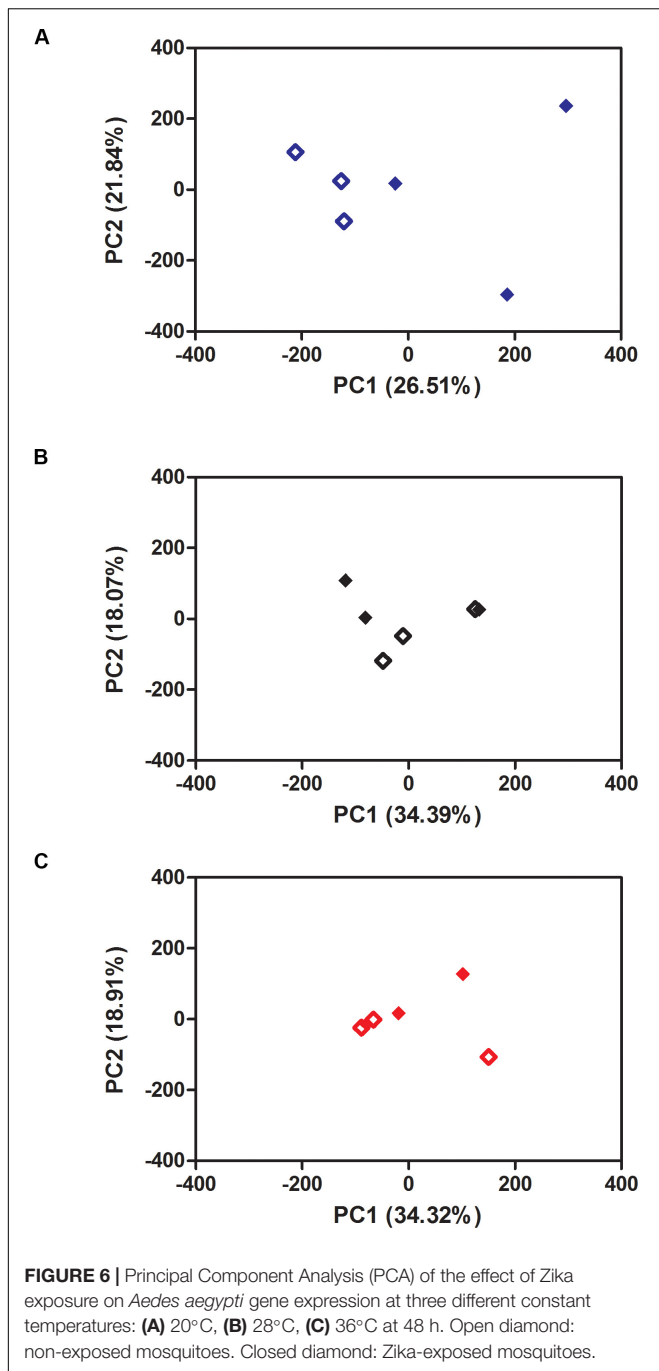 A
400
200
0
-200
-400
PC2 (21.84%)
-400
-200
0
200
400
PC1 (26.51%)
B
400
200
0
-200
-400
PC2 (18.07%)
-400
-200
0
200
400
PC1 (34.39%)
C
400
200
0
-200
-400
PC2 (18.91%)
-400
-200
0
200
400
PC1 (34.32%)
FIGURE 6 | Principal Component Analysis (PCA) of the effect of Zika
exposure on Aedes aegypti gene expression at three different constant
temperatures: (A) 20°C, (B) 28°C, (C) 36°C at 48 h. Open diamond:
non-exposed mosquitoes. Closed diamond: Zika-exposed mosquitoes.